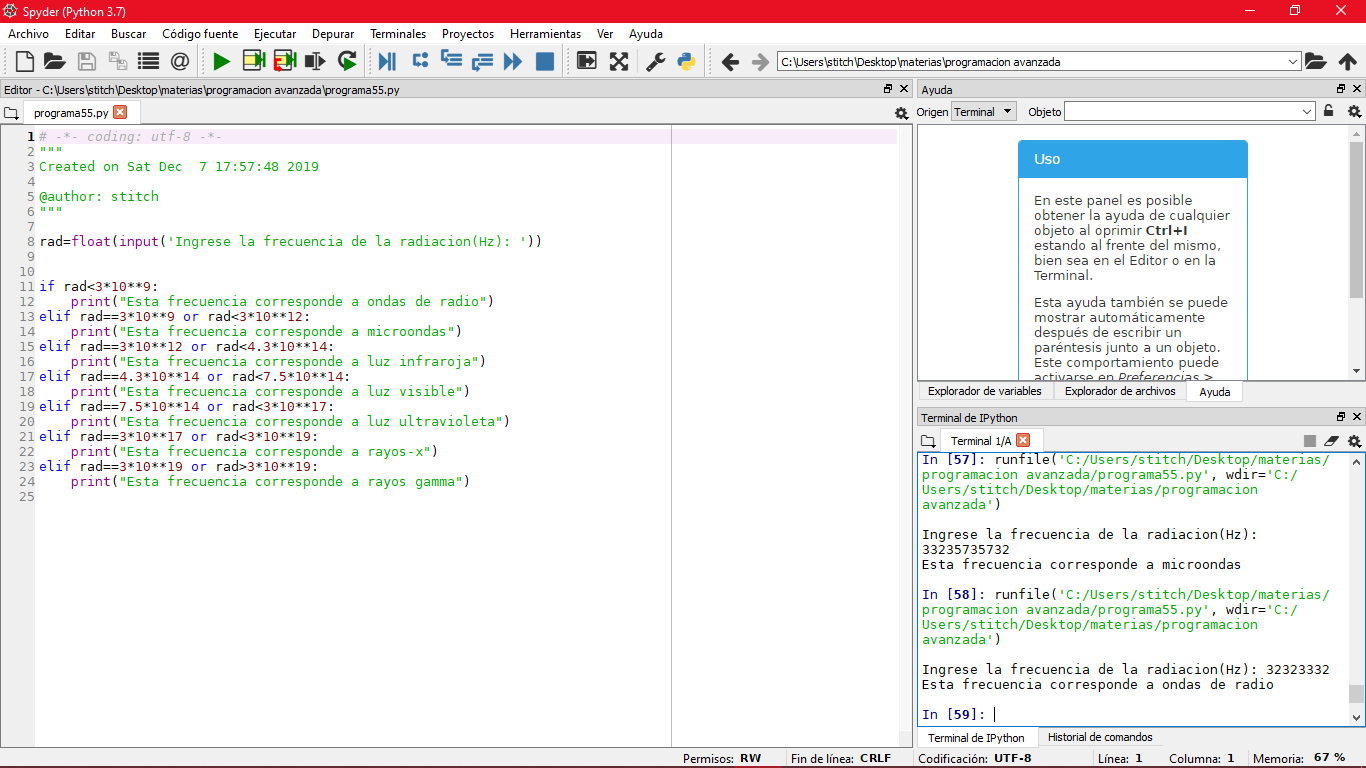 Spyder (Python 3.7)
Archivo Editar Buscar Código fuente Ejecutar Depurar Terminales Proyectos Herramientas Ver Ayuda
C:\Users\stitch\Desktop\materias\programacion avanzada
Editor - C:\Users\stitch\Desktop\materias\programacion avanzada\programa55.py
programa55.py
1 # -*- coding: utf-8 -*-
2 """
3 Created on Sat Dec  7 17:57:48 2019
4
5 @author: stitch
6 """
7
8 rad=float(input('Ingrese la frecuencia de la radiacion(Hz): '))
9
10
11 if rad<3*10**9:
12     print("Esta frecuencia corresponde a ondas de radio")
13 elif rad==3*10**9 or rad<3*10**12:
14     print("Esta frecuencia corresponde a microondas")
15 elif rad==3*10**12 or rad<4.3*10**14:
16     print("Esta frecuencia corresponde a luz infraroja")
17 elif rad==4.3*10**14 or rad<7.5*10**14:
18     print("Esta frecuencia corresponde a luz visible")
19 elif rad==7.5*10**14 or rad<3*10**17:
20     print("Esta frecuencia corresponde a luz ultravioleta")
21 elif rad==3*10**17 or rad<3*10**19:
22     print("Esta frecuencia corresponde a rayos-x")
23 elif rad==3*10**19 or rad>3*10**19:
24     print("Esta frecuencia corresponde a rayos gamma")
25
Ayuda
Origen Terminal Objeto
Uso
En este panel es posible
obtener la ayuda de cualquier
objeto al oprimir Ctrl+I
estando al frente del mismo,
bien sea en el Editor o en la
Terminal.
Esta ayuda también se puede
mostrar automáticamente
después de escribir un
paréntesis junto a un objeto.
Este comportamiento puede
activarse en Preferencias >
Explorador de variables Explorador de archivos Ayuda
Terminal de IPython
Terminal 1/A
In [57]: runfile('C:/Users/stitch/Desktop/materias/
programacion avanzada/programa55.py', wdir='C:/
Users/stitch/Desktop/materias/programacion
avanzada')
Ingrese la frecuencia de la radiacion(Hz):
33235735732
Esta frecuencia corresponde a microondas
In [58]: runfile('C:/Users/stitch/Desktop/materias/
programacion avanzada/programa55.py', wdir='C:/
Users/stitch/Desktop/materias/programacion
avanzada')
Ingrese la frecuencia de la radiacion(Hz): 32323332
Esta frecuencia corresponde a ondas de radio
In [59]:
Terminal de IPython Historial de comandos
Permisos: RW Fin de línea: CRLF Codificación: UTF-8 Línea: 1 Columna: 1 Memoria: 67 %